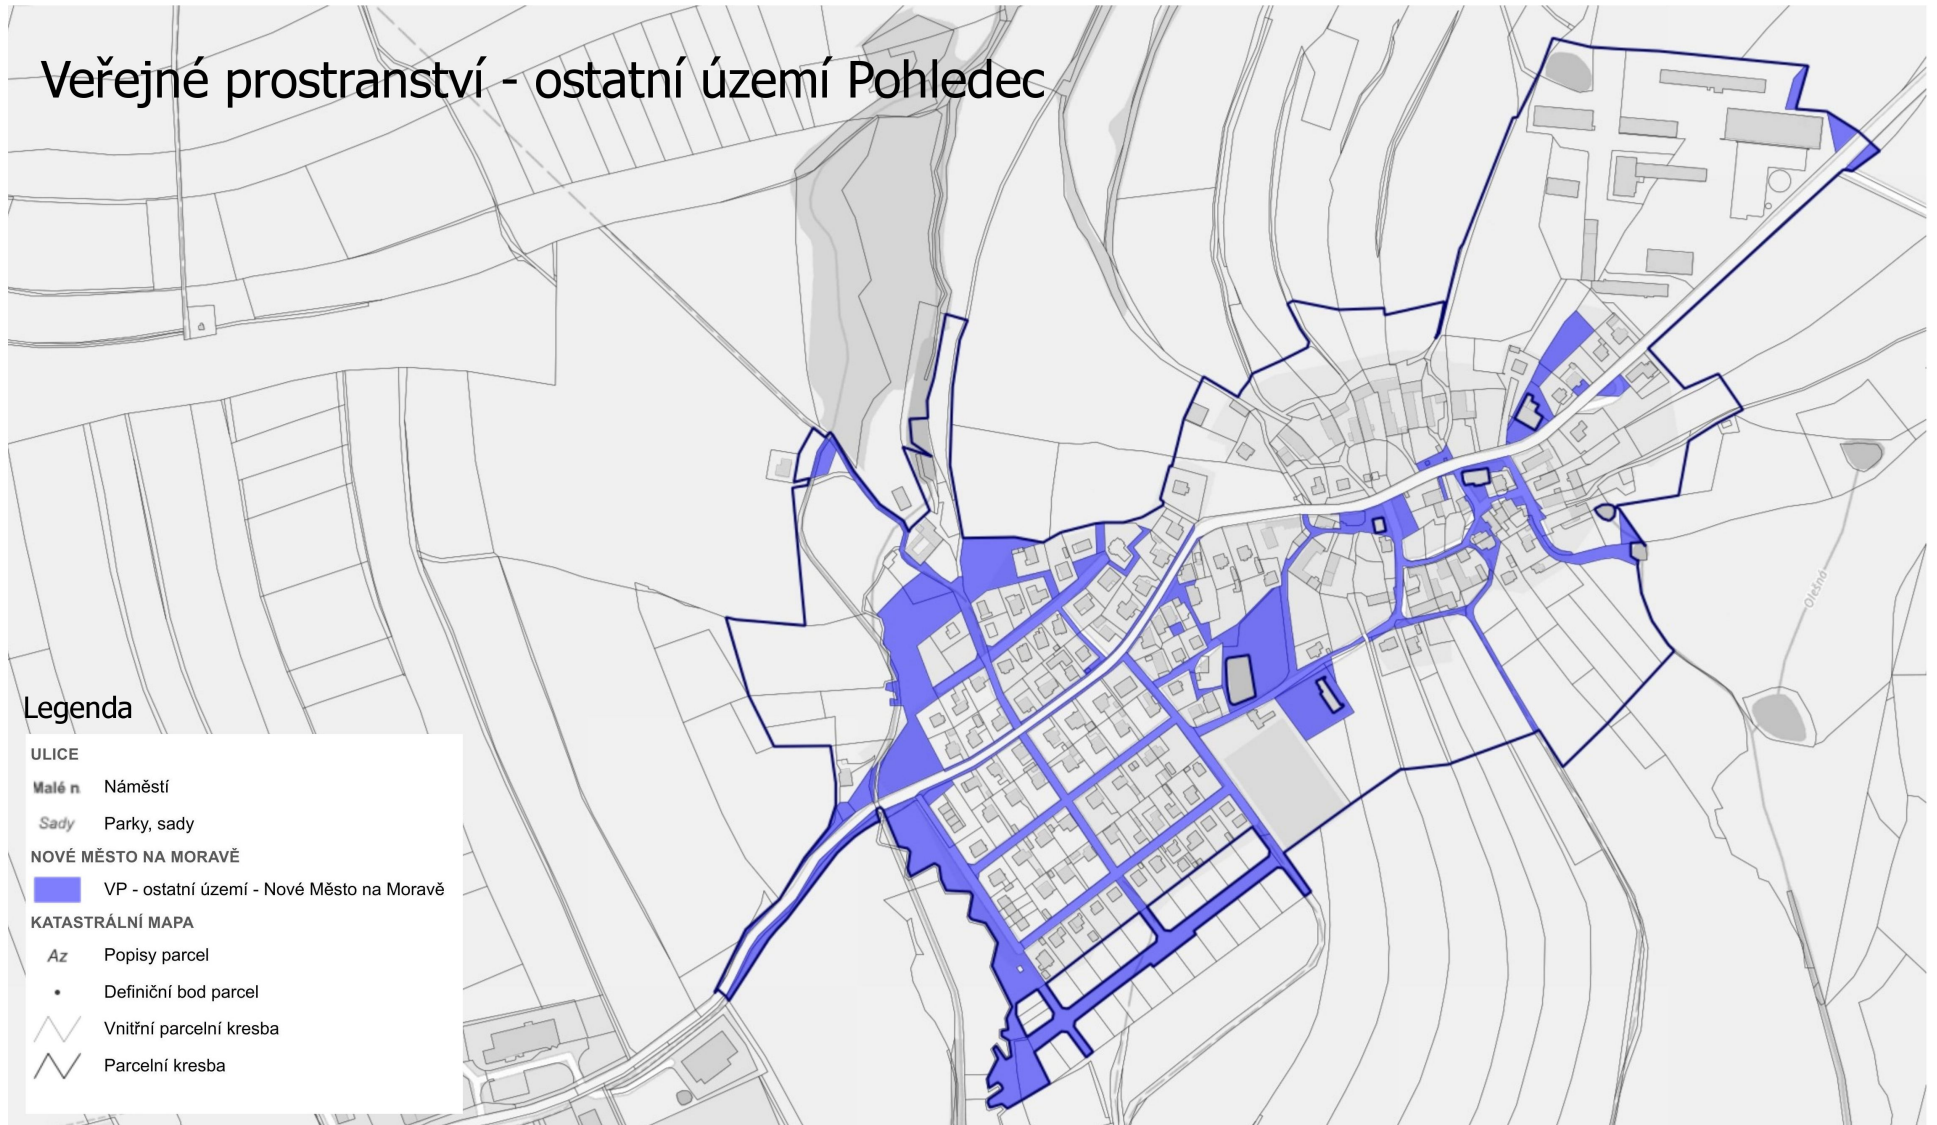 Veřejné prostranství - ostatní území Pohledec
Olešná
Legenda
ULICE
Malé n
Náměstí
Sady
Parky, sady
NOVÉ MĚSTO NA MORAVĚ
VP - ostatní území - Nové Město na Moravě
KATASTRÁLNÍ MAPA
Az
Popisy parcel
Definiční bod parcel
Vnitřní parcelní kresba
Parcelní kresba